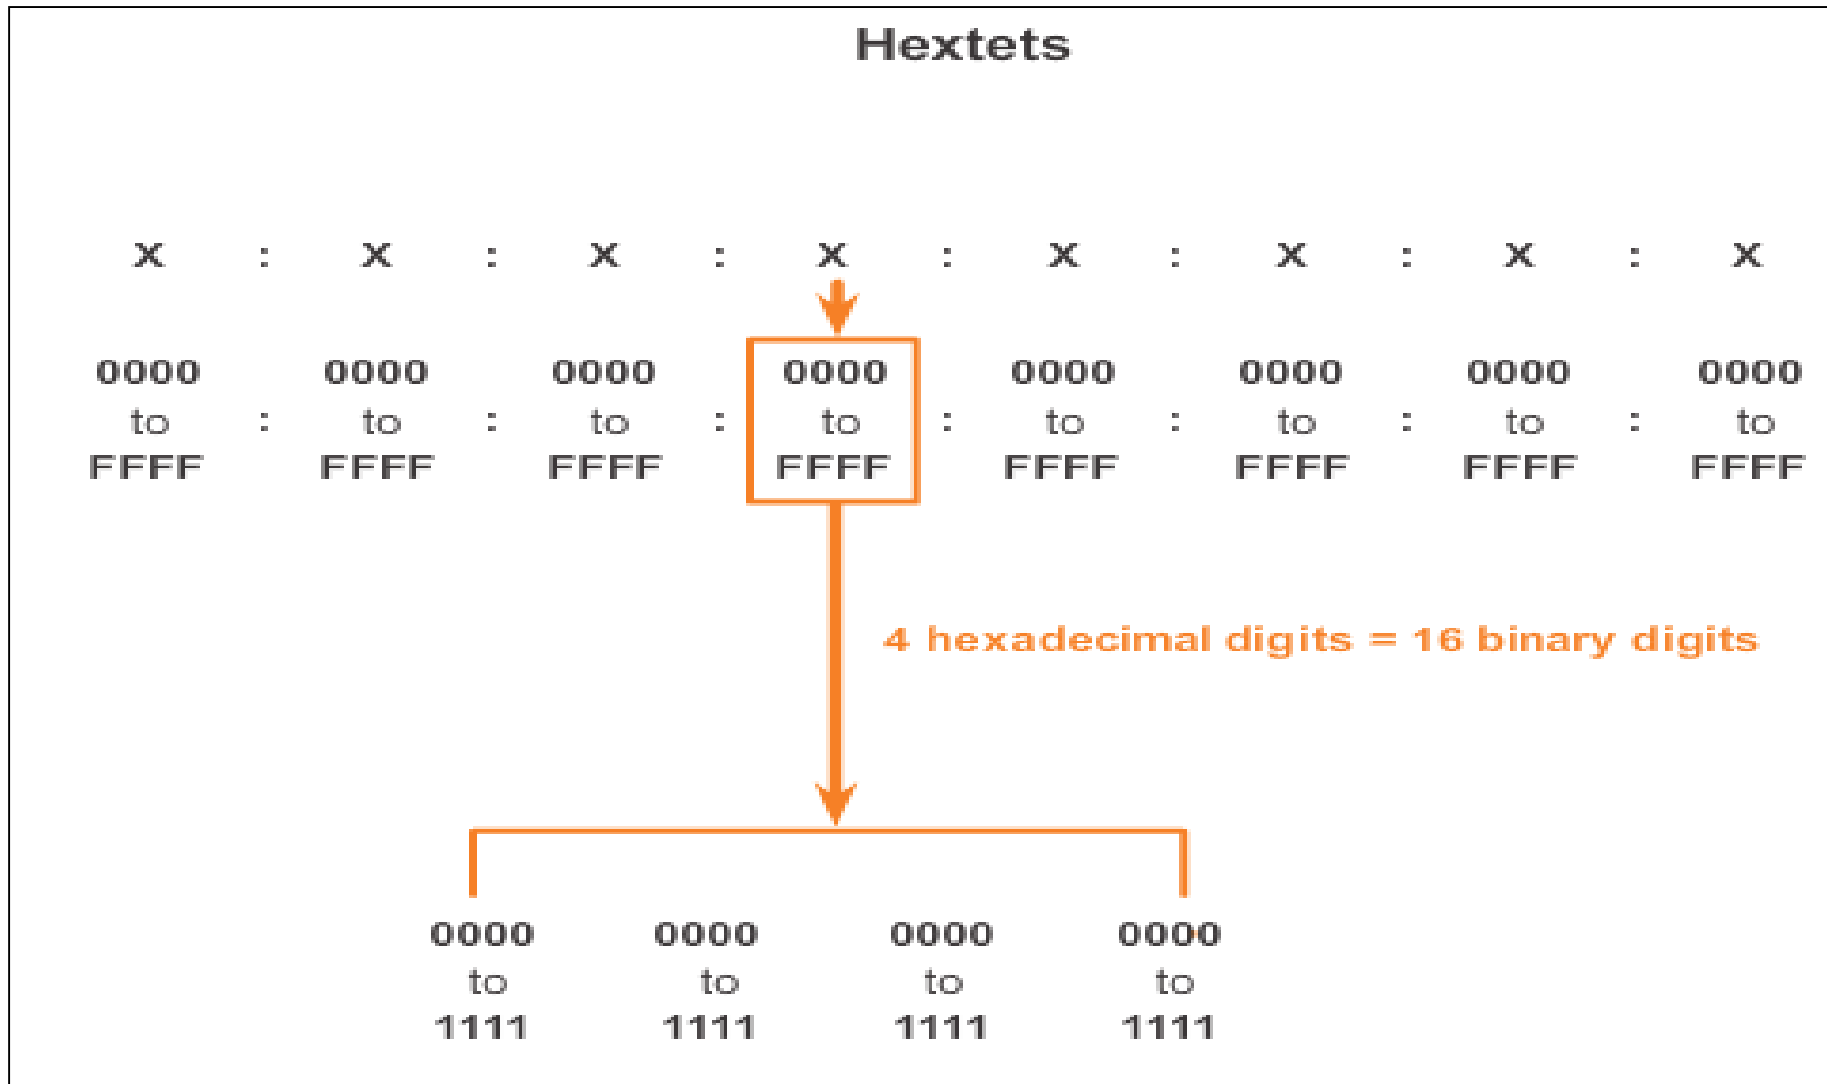 Hextets
X : X : X : X : X : X : X : X
0000 0000 0000 0000 0000 0000 0000 0000
to : to : to : to : to : to : to : to
FFFF FFFF FFFF FFFF FFFF FFFF FFFF FFFF
4 hexadecimal digits = 16 binary digits
0000 0000 0000 0000
to to to to
1111 1111 1111 1111